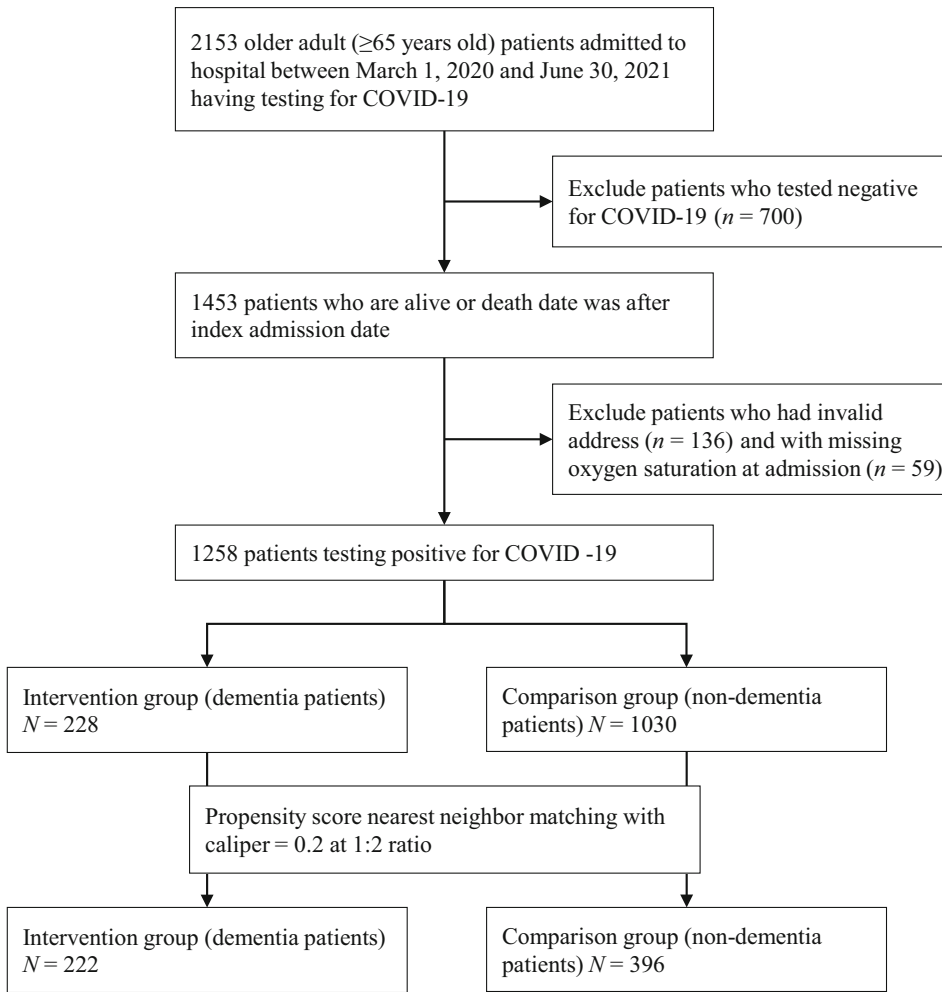 2153 older adult (≥65 years old) patients admitted to
hospital between March 1, 2020 and June 30, 2021
having testing for COVID-19
Exclude patients who tested negative
for COVID-19 (n = 700)
1453 patients who are alive or death date was after
index admission date
Exclude patients who had invalid
address (n = 136) and with missing
oxygen saturation at admission (n = 59)
1258 patients testing positive for COVID -19
Intervention group (dementia patients)
N = 228
Comparison group (non-dementia
patients) N = 1030
Propensity score nearest neighbor matching with
caliper = 0.2 at 1:2 ratio
Intervention group (dementia patients)
N = 222
Comparison group (non-dementia
patients) N = 396